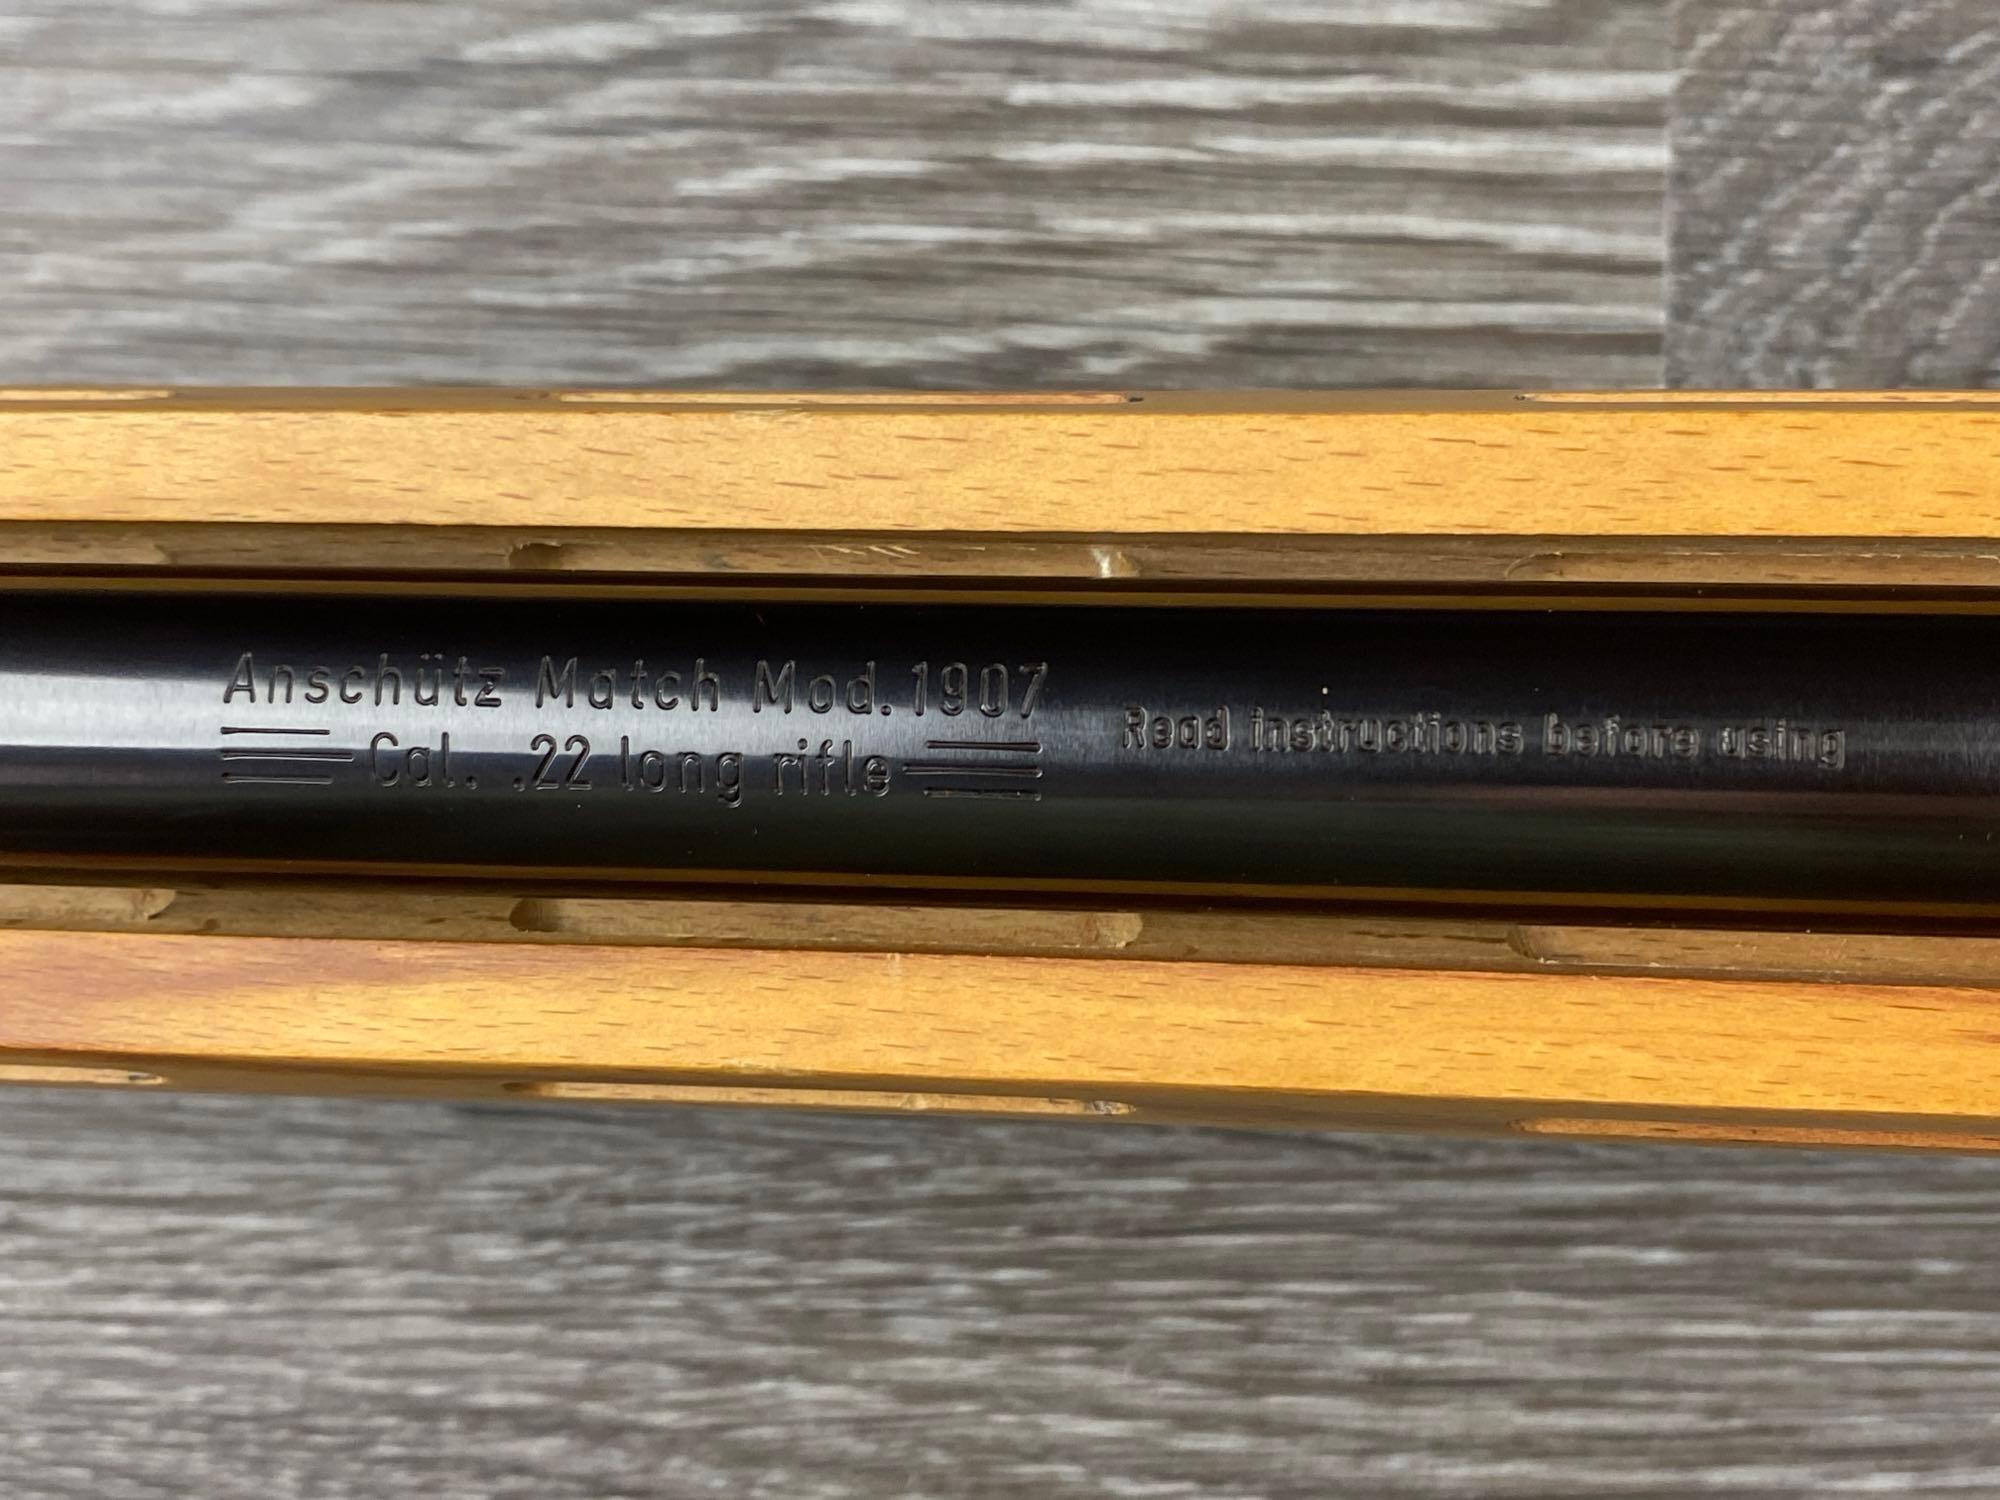 Anschütz Match Mod. 1907
Cal. .22 long rifle
Read instructions before using